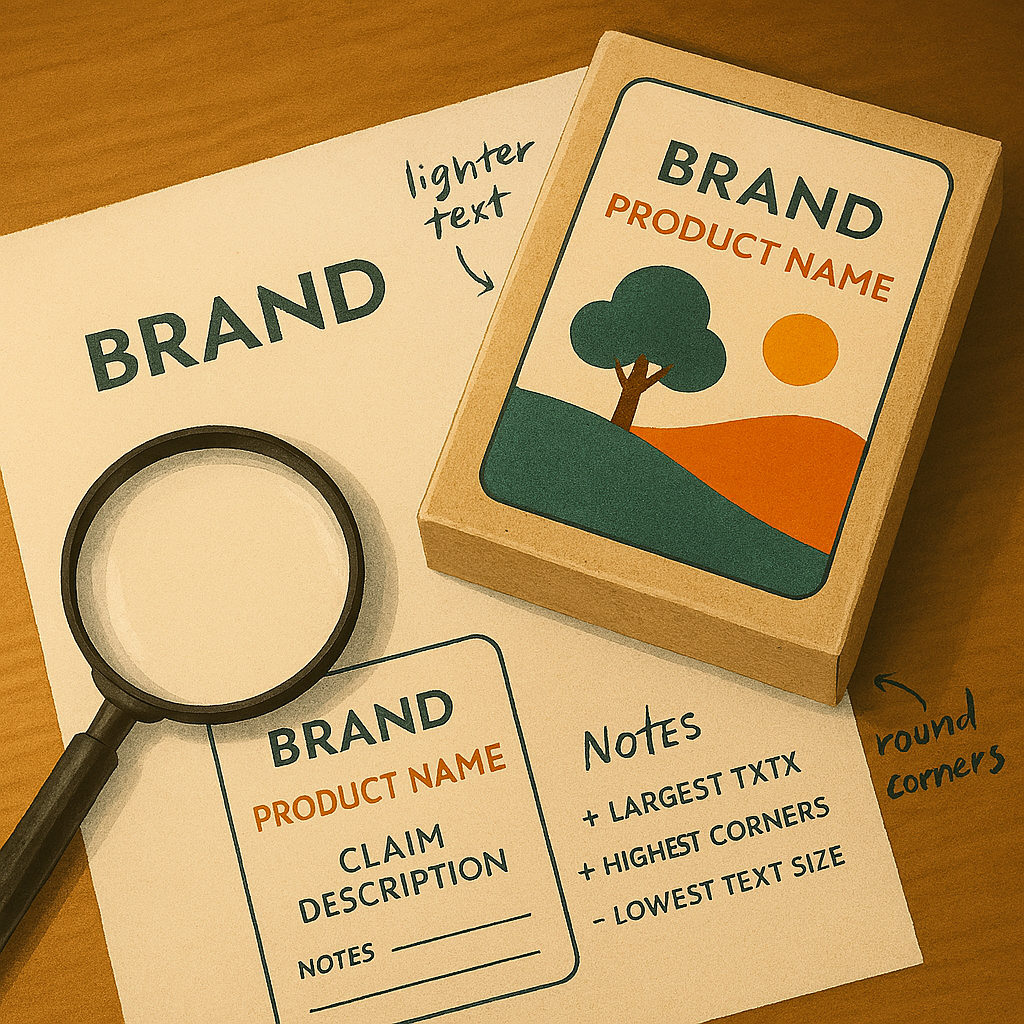 lighter
text
BRAND
BRAND
PRODUCT NAME
BRAND
PRODUCT NAME
CLAIM
DESCRIPTION
NOTES
Notes
+ LARGEST TXTX
+ HIGHEST CORNERS
- LOWEST TEXT SIZE
round
corners